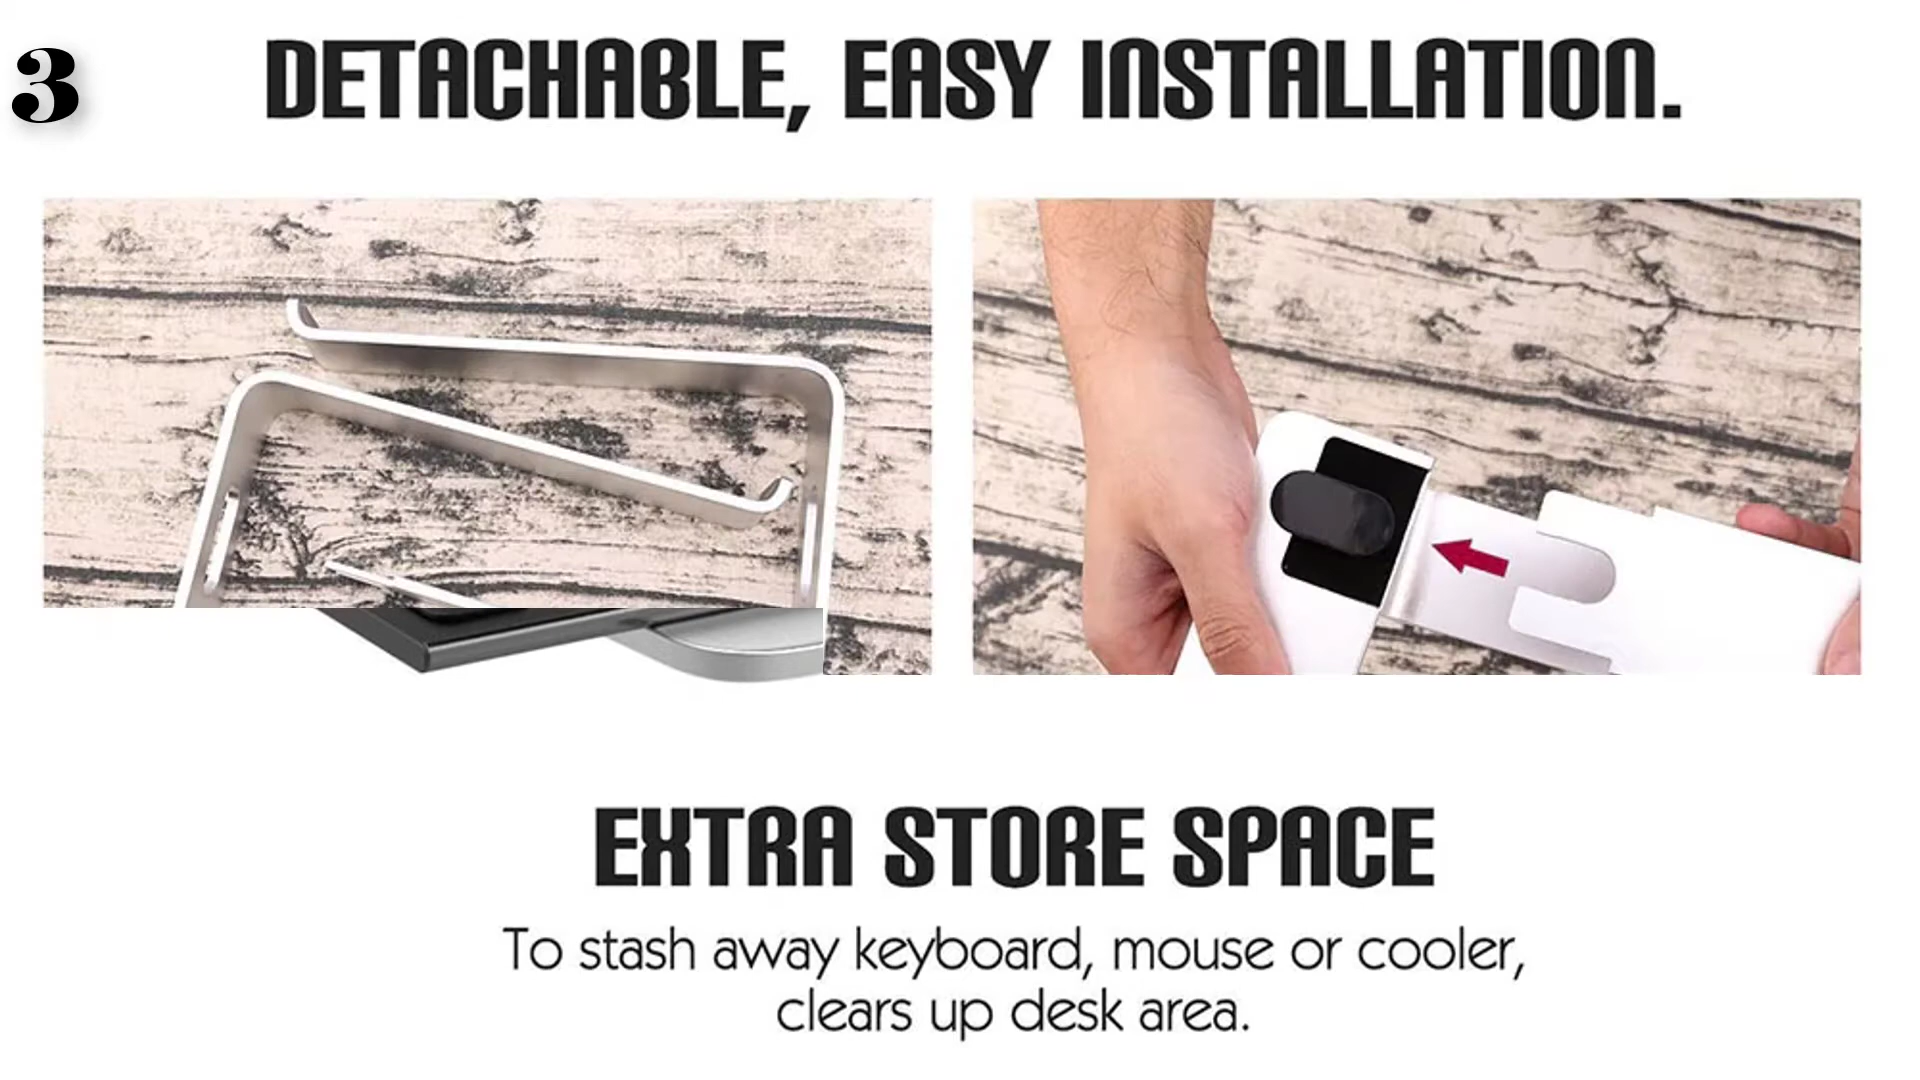 3
DETACHABLE, EASY INSTALLATION.
EXTRA STORE SPACE
To stash away keyboard, mouse or cooler,
clears up desk area.